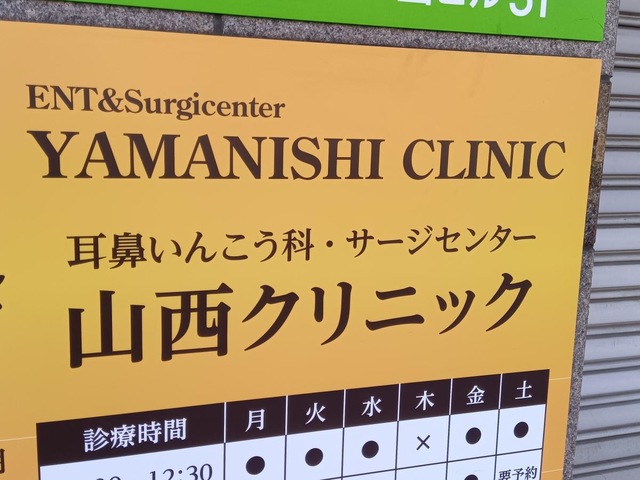 ENT&Surgicenter
YAMANISHI CLINIC
耳鼻いんこう科・サージセンター
山西クリニック
診療時間 月 火 水 木 金 土
12:30 ● ● ● × ● ●
● 要予約